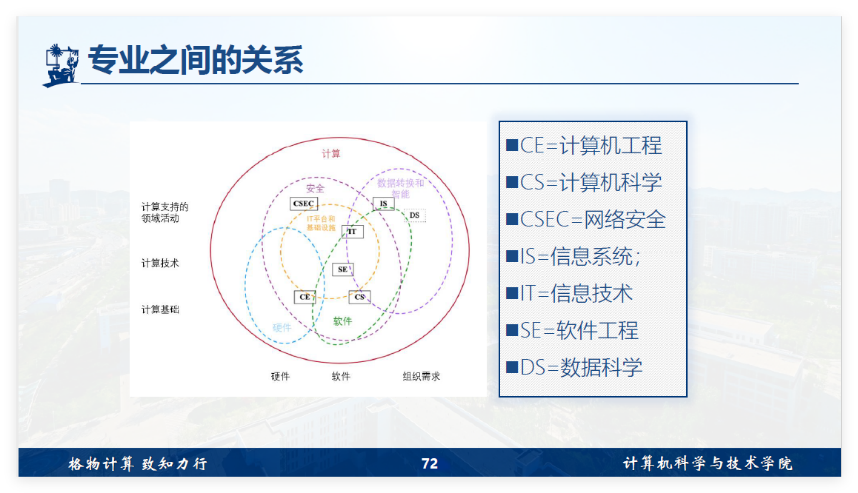 专业之间的关系
计算
安全
数据转换和
智能
CSEC
IS
DS
计算支持的
领域活动
IT平台和
基础设施
IT
计算技术
SE
CE
CS
计算基础
硬件
软件
硬件
软件
组织需求
■CE=计算机工程
■CS=计算机科学
■CSEC=网络安全
■IS=信息系统；
■IT=信息技术
■SE=软件工程
■DS=数据科学
格物计算 致知力行
72
计算机科学与技术学院